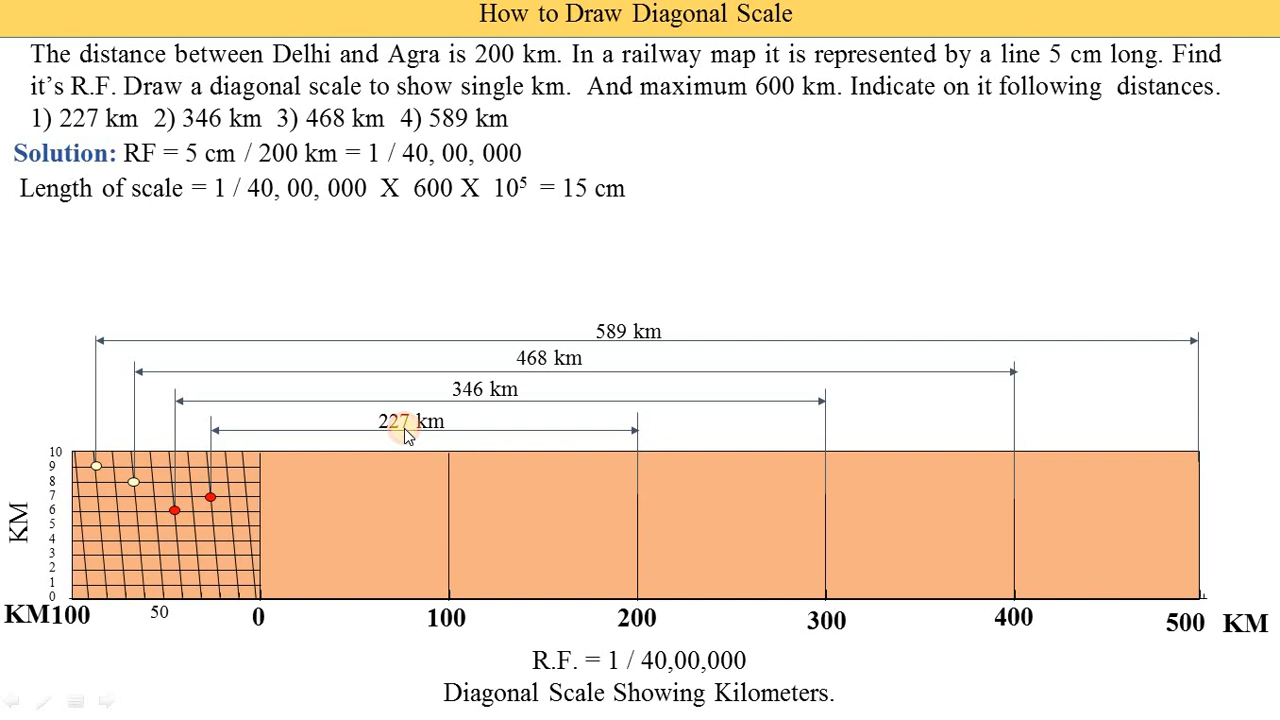 How to Draw Diagonal Scale
The distance between Delhi and Agra is 200 km. In a railway map it is represented by a line 5 cm long. Find
it's R.F. Draw a diagonal scale to show single km. And maximum 600 km. Indicate on it following distances.
1) 227 km 2) 346 km 3) 468 km 4) 589 km
Solution: RF = 5 cm / 200 km = 1 / 40, 00, 000
Length of scale = 1 / 40, 00, 000 X 600 X 10⁵ = 15 cm
589 km
468 km
346 km
227 km
10
9
8
7
6
5
4
3
2
1
0
KM
KM100 50 0 100 200 300 400 500 KM
R.F. = 1 / 40,00,000
Diagonal Scale Showing Kilometers.